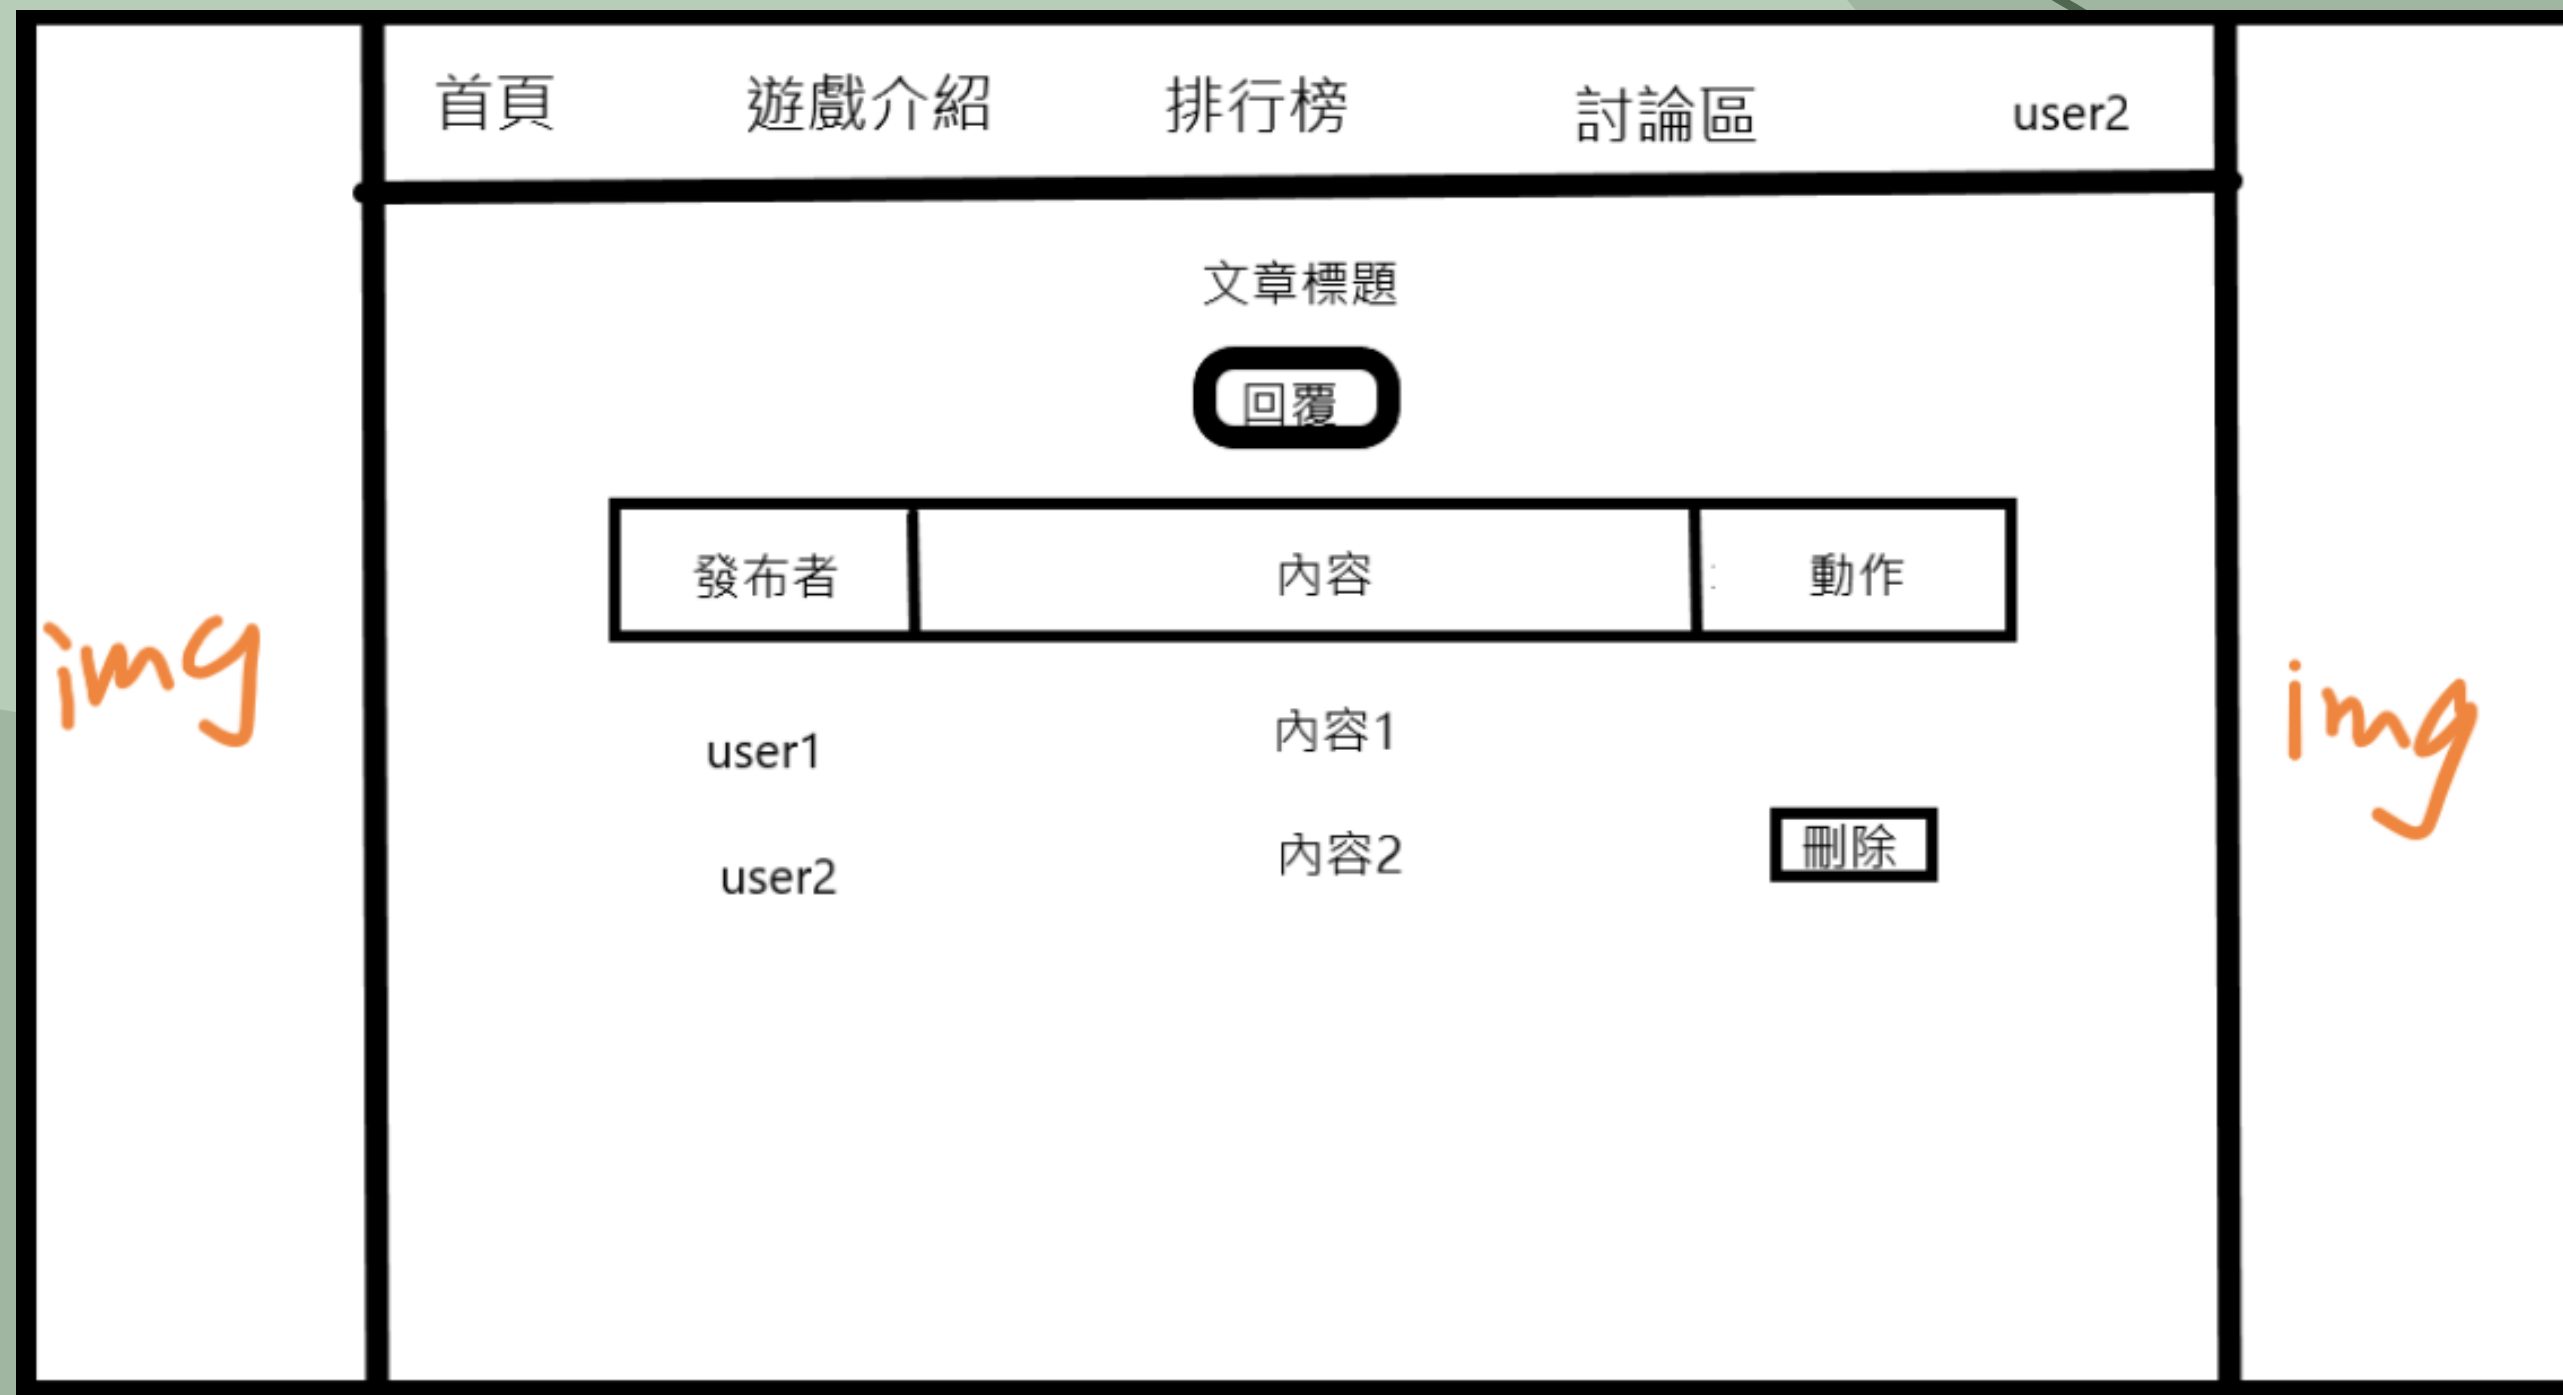 首頁 遊戲介紹 排行榜 討論區 user2
文章標題
回覆
發布者 內容 動作
img
img
user1 內容1
user2 內容2 刪除